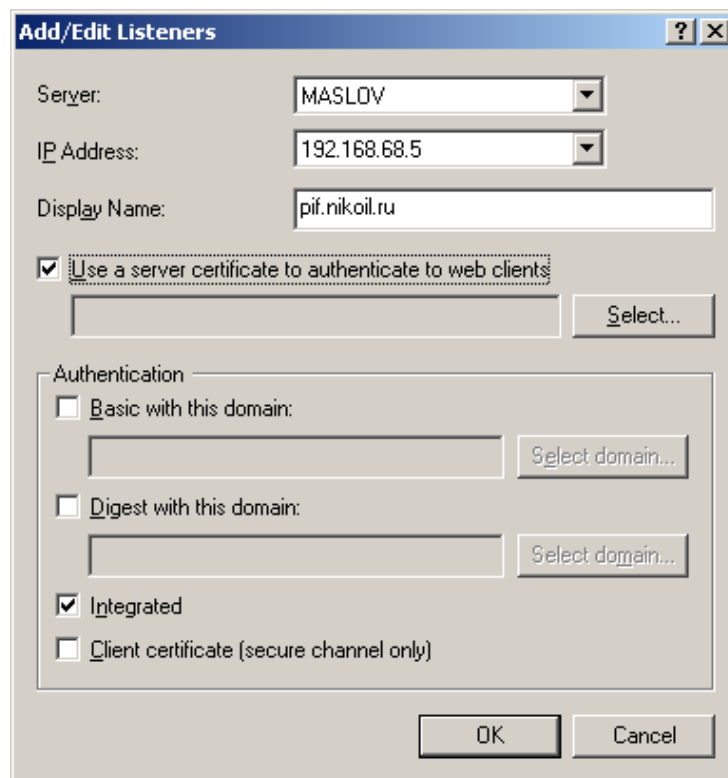 Add/Edit Listeners
Server: MASLOV
IP Address: 192.168.68.5
Display Name: pif.nikoil.ru
Use a server certificate to authenticate to web clients
Select...
Authentication
Basic with this domain:
Select domain...
Digest with this domain:
Select domain...
Integrated
Client certificate (secure channel only)
OK Cancel